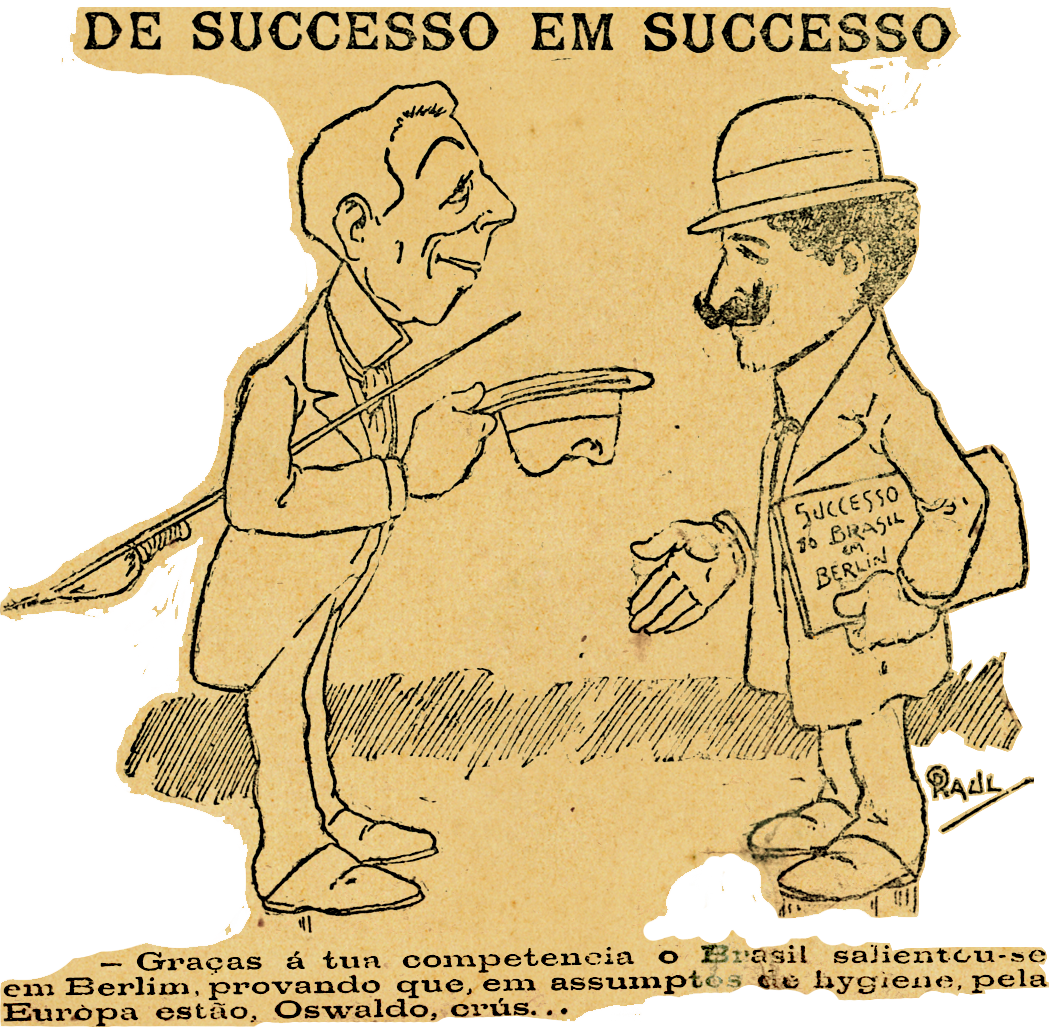 DE SUCCESSO EM SUCCESSO
SUCCESSO
do BRASIL
EM
BERLIN
RAUL
— Graças á tua competencia o Brasil salientou-se
em Berlim, provando que, em assumptos de hygiene, pela
Europa estão, Oswaldo, crús...